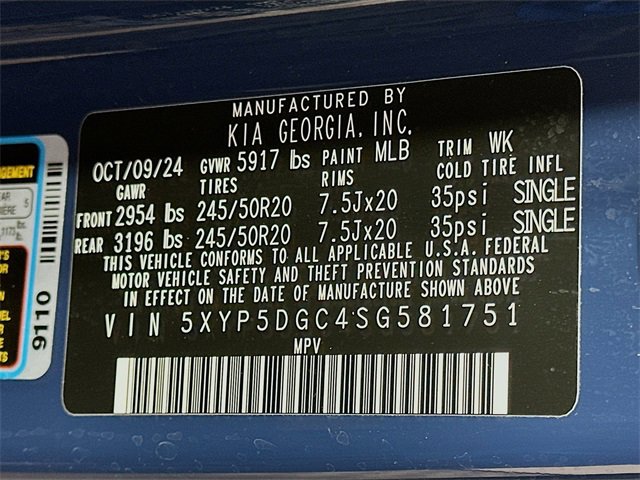 MANUFACTURED BY
KIA GEORGIA, INC.
OCT/09/24 GVWR 5917 lbs PAINT MLB TRIM WK
GAWR TIRES RIMS COLD TIRE INFL
FRONT 2954 lbs 245/50R20 7.5Jx20 35psi SINGLE
REAR 3196 lbs 245/50R20 7.5Jx20 35psi SINGLE
THIS VEHICLE CONFORMS TO ALL APPLICABLE U.S.A. FEDERAL
MOTOR VEHICLE SAFETY AND THEFT PREVENTION STANDARDS
IN EFFECT ON THE DATE OF MANUFACTURE SHOWN ABOVE
VIN 5XYP5DGC4SG581751
MPV
9110